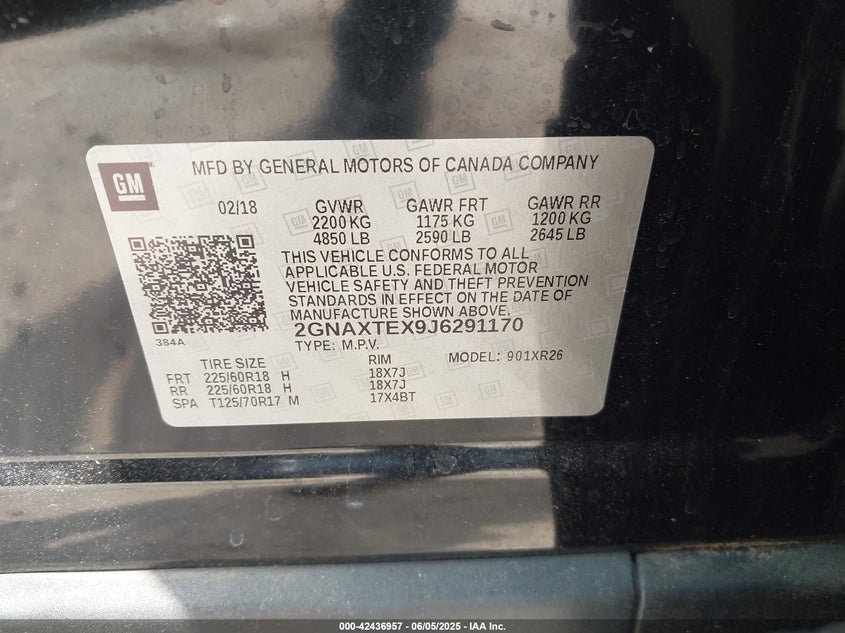 GM
MFD BY GENERAL MOTORS OF CANADA COMPANY
02/18 GVWR GAWR FRT GAWR RR
2200 KG 1175 KG 1200 KG
4850 LB 2590 LB 2645 LB
THIS VEHICLE CONFORMS TO ALL
APPLICABLE U.S. FEDERAL MOTOR
VEHICLE SAFETY AND THEFT PREVENTION
STANDARDS IN EFFECT ON THE DATE OF
MANUFACTURE SHOWN ABOVE.
2GNAXTEX9J6291170
384A
TYPE: M.P.V.
TIRE SIZE RIM MODEL: 901XR26
FRT 225/60R18 H 18X7J
RR 225/60R18 H 18X7J
SPA T125/70R17 M 17X4BT
000-42436957 - 06/05/2025 - IAA Inc.